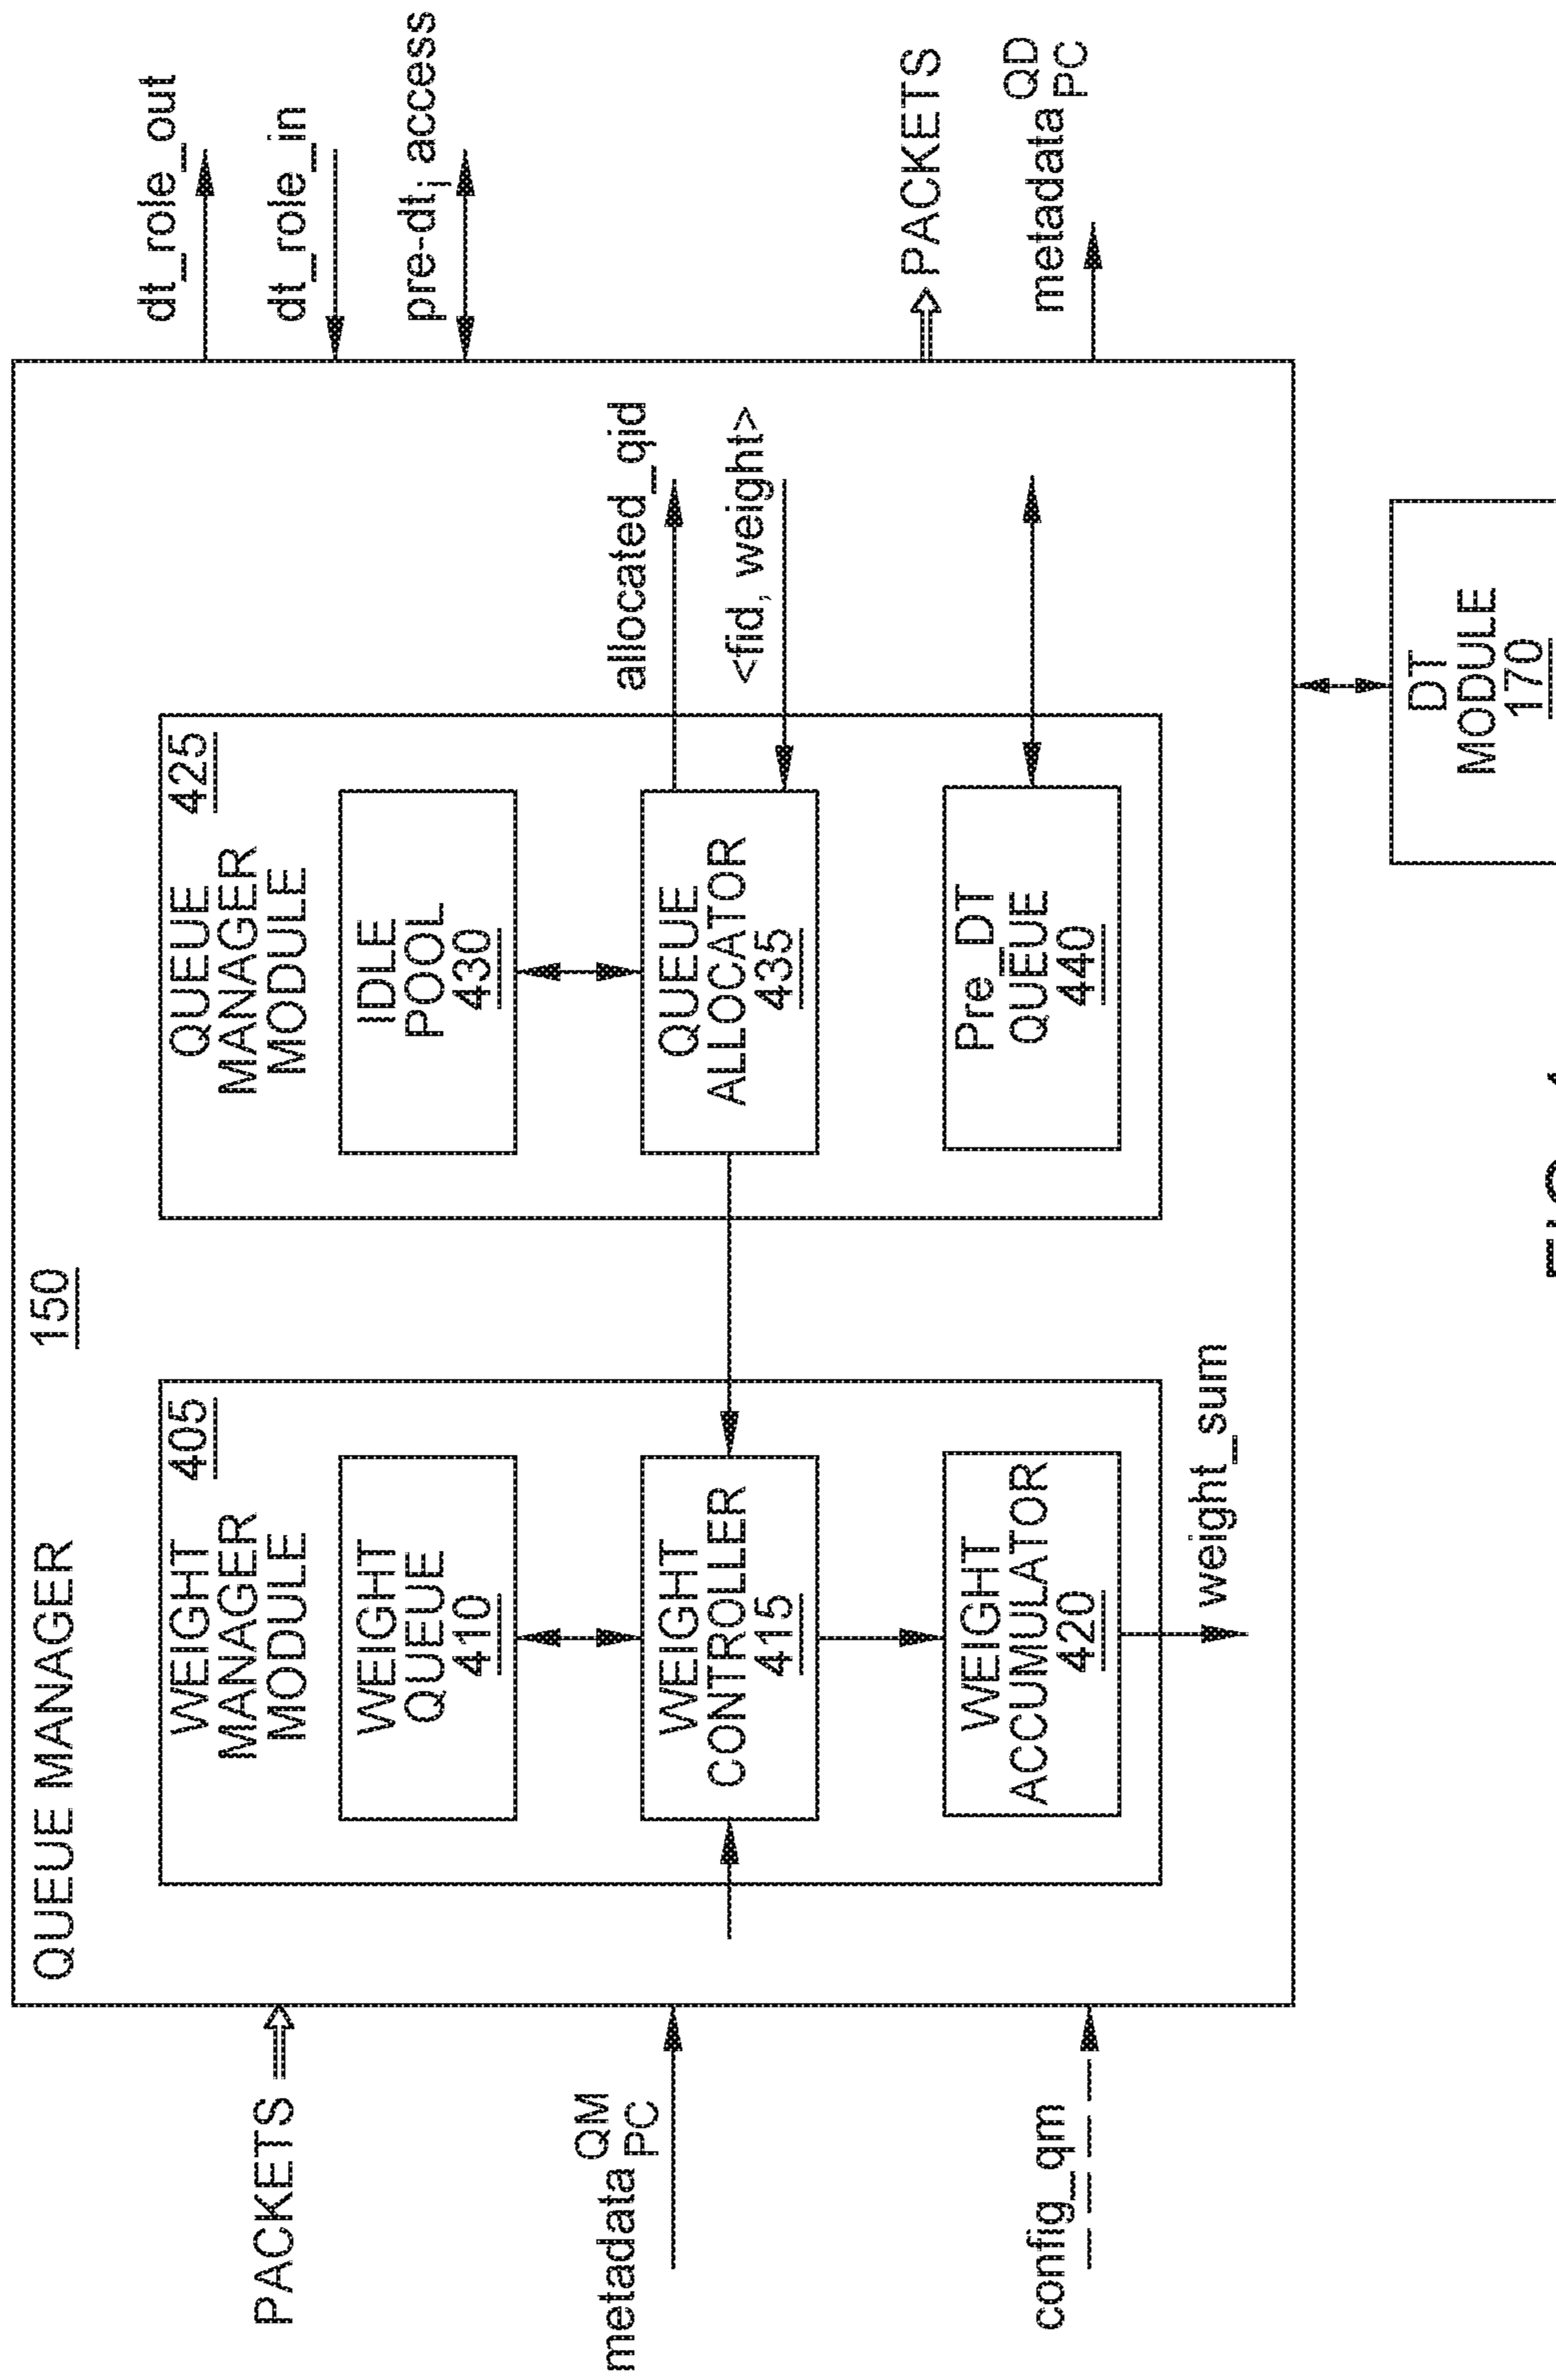 QUEUE MANAGER
150
PACKETS
metadata QM
PC
config_qm
WEIGHT
MANAGER
MODULE
405
WEIGHT
QUEUE
410
WEIGHT
CONTROLLER
415
WEIGHT
ACCUMULATOR
420
weight_sum
QUEUE
MANAGER
MODULE
425
IDLE
POOL
430
QUEUE
ALLOCATOR
435
Pre_DT
QUEUE
440
allocated_qid
<fid, weight>
dt_role_out
dt_role_in
pre-dt, access
PACKETS
metadata QD
PC
DT
MODULE
170